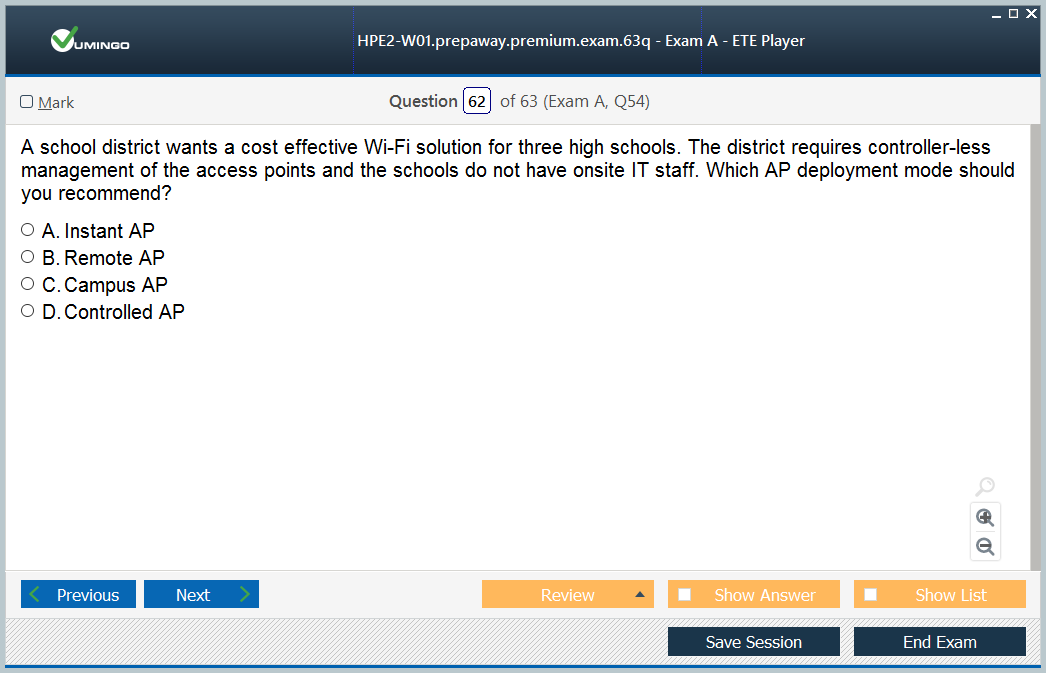 VUMINGO
HPE2-W01.prepaway.premium.exam.63q - Exam A - ETE Player
Mark
Question 62 of 63 (Exam A, Q54)
A school district wants a cost effective Wi-Fi solution for three high schools. The district requires controller-less
management of the access points and the schools do not have onsite IT staff. Which AP deployment mode should
you recommend?
A. Instant AP
B. Remote AP
C. Campus AP
D. Controlled AP
Previous
Next
Review
Show Answer
Show List
Save Session
End Exam